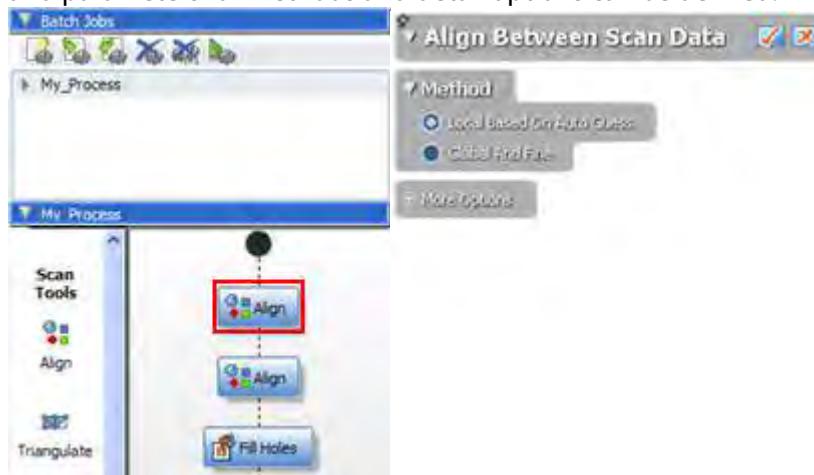 Batch Jobs
My_Process
My Process
Scan
Tools
Align
Triangulate
Align
Align
Fill Holes
Align Between Scan Data
Method
Local Based On Auto Guess
Global And Fine
More Options